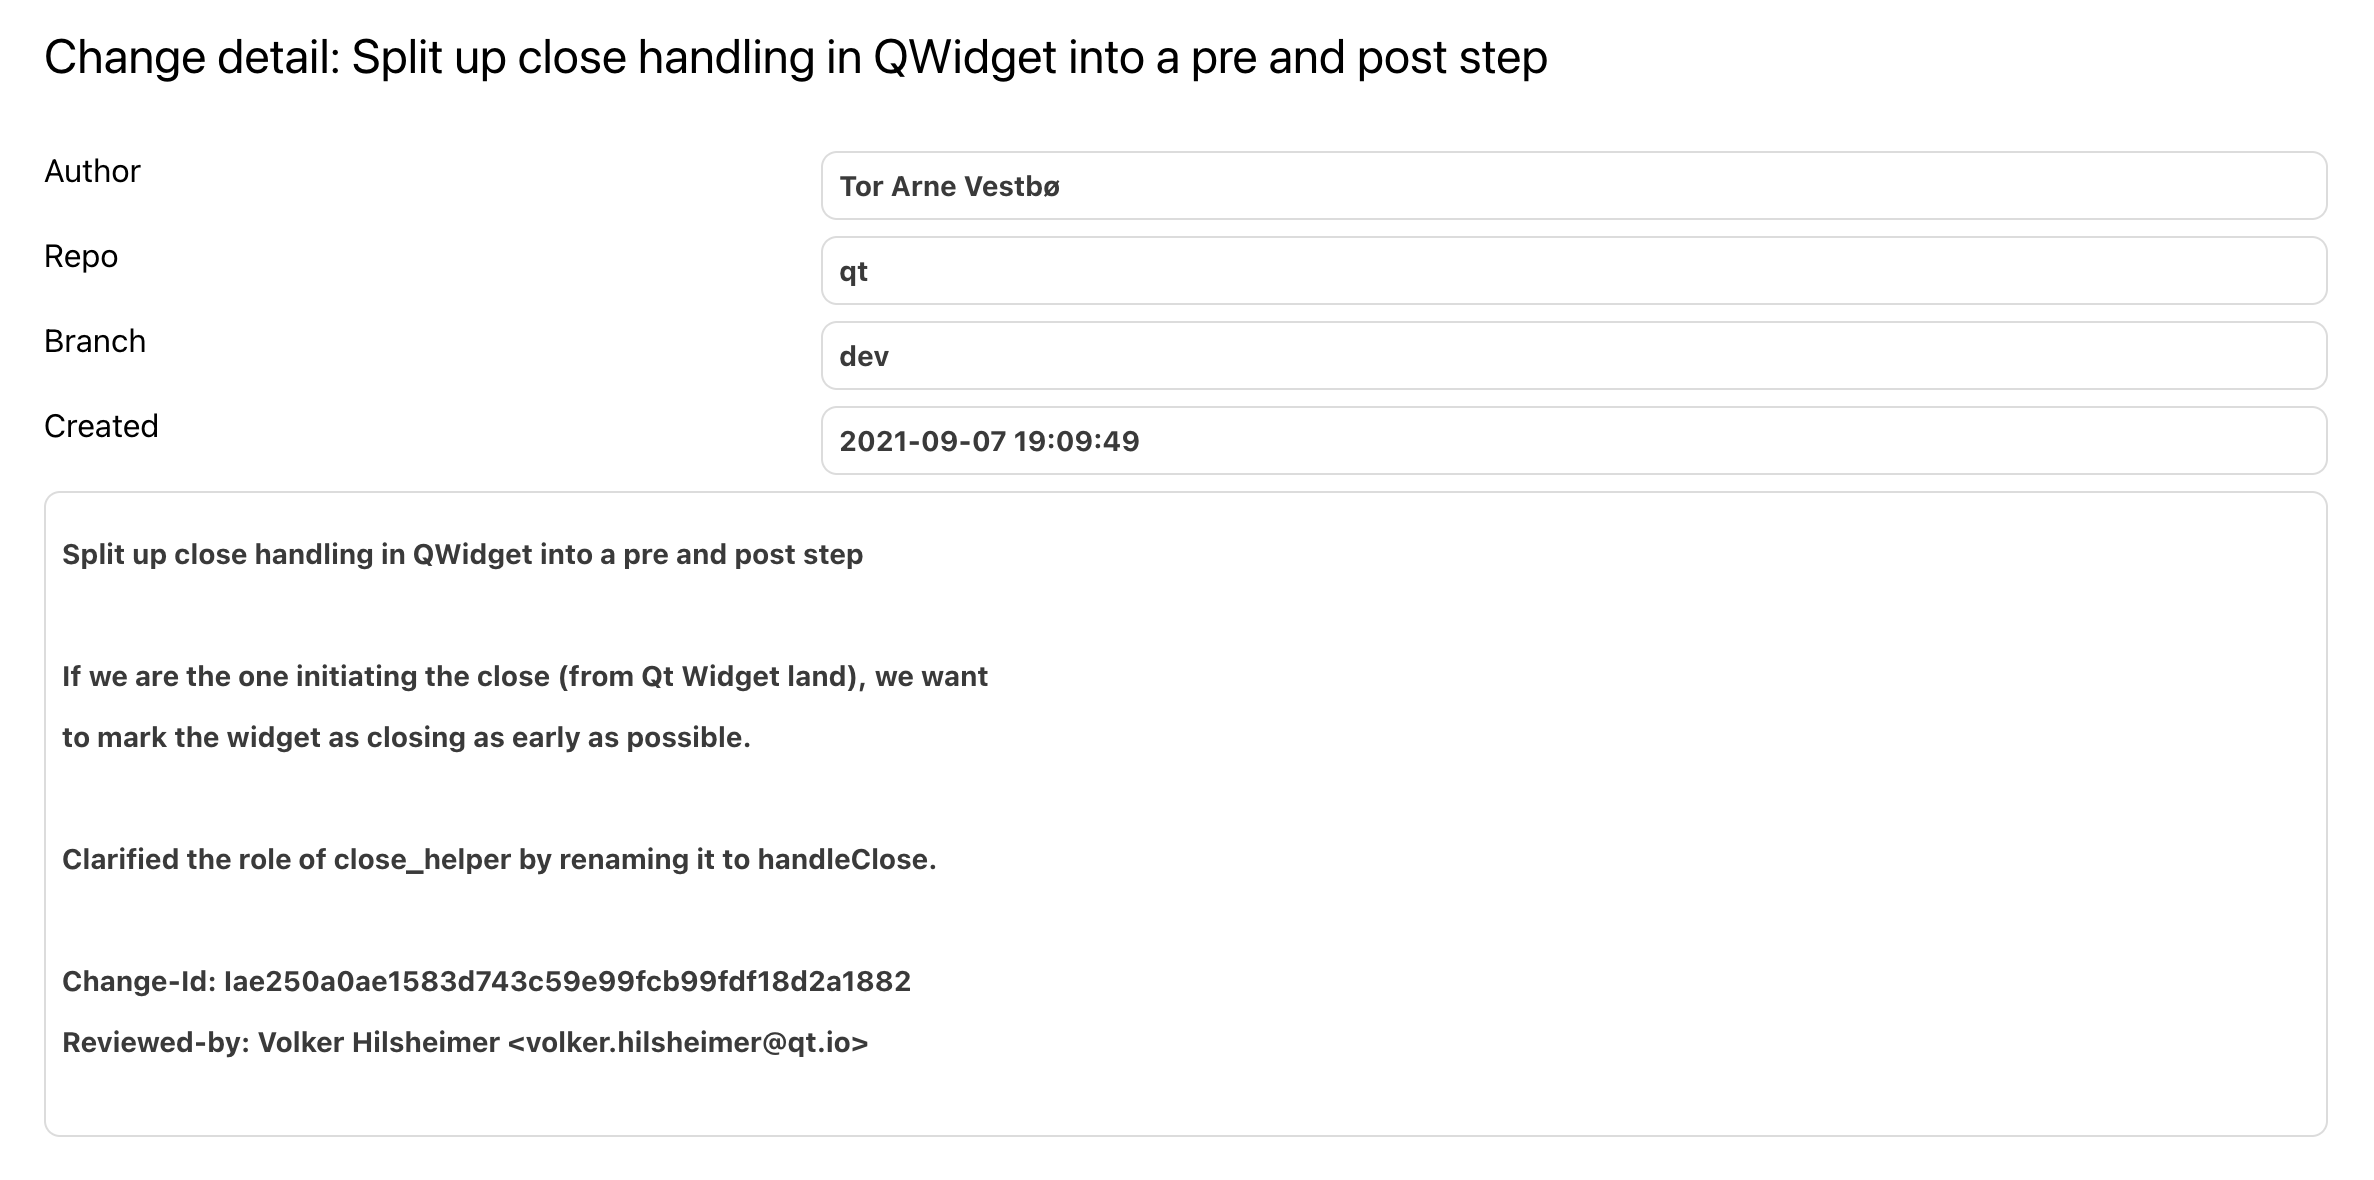 Change detail: Split up close handling in QWidget into a pre and post step
Author
Tor Arne Vestbø
Repo
qt
Branch
dev
Created
2021-09-07 19:09:49
Split up close handling in QWidget into a pre and post step
If we are the one initiating the close (from Qt Widget land), we want
to mark the widget as closing as early as possible.
Clarified the role of close_helper by renaming it to handleClose.
Change-Id: Iae250a0ae1583d743c59e99fcb99fdf18d2a1882
Reviewed-by: Volker Hilsheimer <volker.hilsheimer@qt.io>